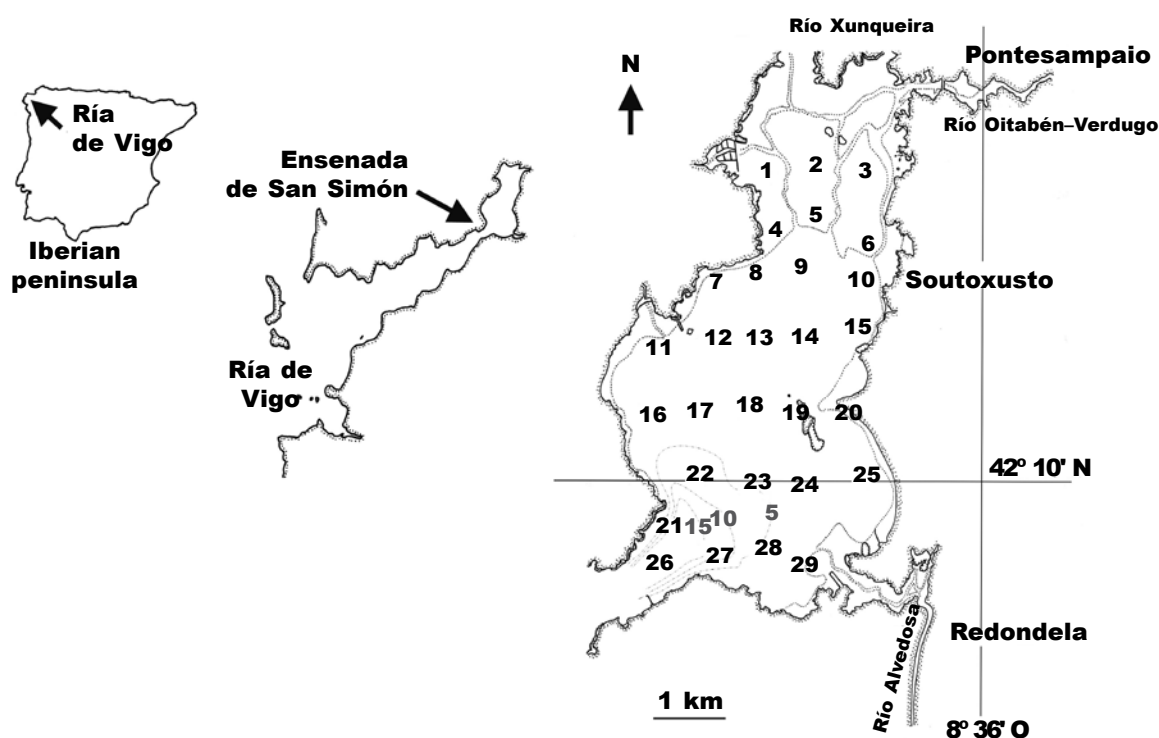 Ría
de Vigo
Iberian
peninsula
Ensenada
de San Simón
Ría de
Vigo
Río Xunqueira
N
Pontesampaio
Río Oitabén–Verdugo
1
2
3
4
5
6
7
8
9
10
Soutoxusto
11
12
13
14
15
16
17
18
19
20
22
23
24
25
42º 10' N
21
15
10
5
26
27
28
29
Río Alvedosa
Redondela
1 km
8º 36' O